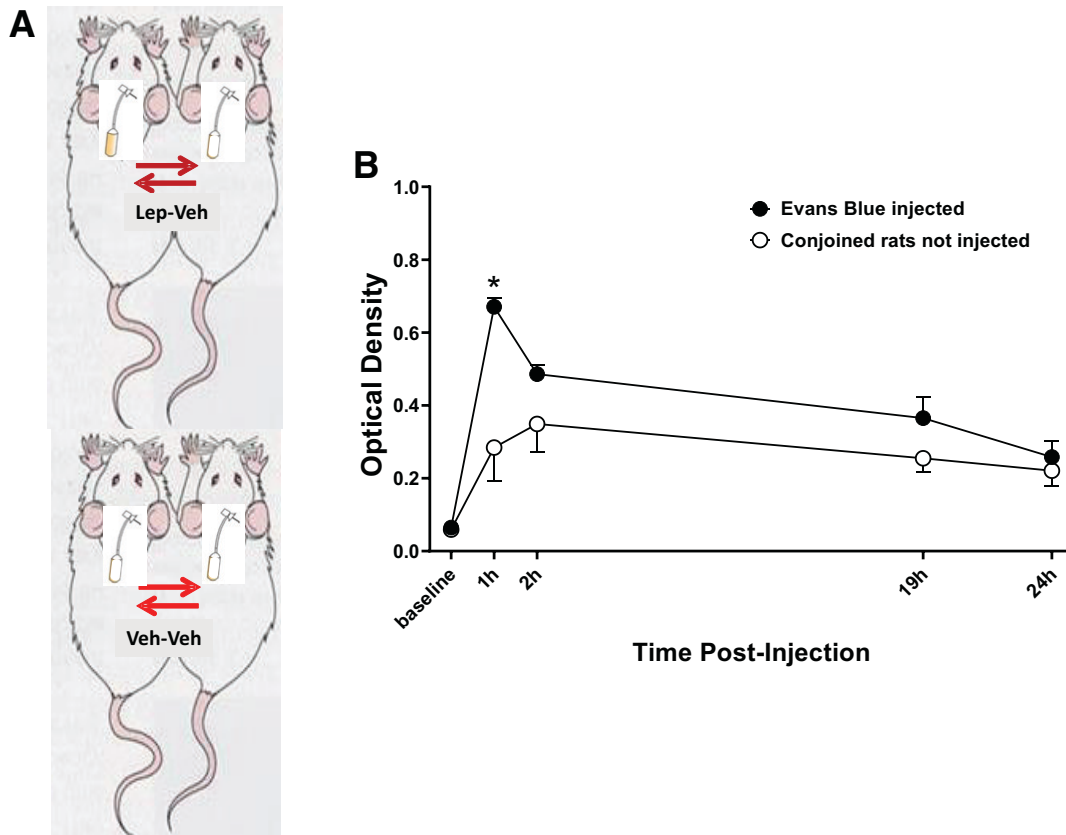 A
Lep-Veh
Veh-Veh
B
1.0
0.8
0.6
0.4
0.2
0.0
Optical Density
*
Evans Blue injected
Conjoined rats not injected
baseline
1h
2h
19h
24h
Time Post-Injection